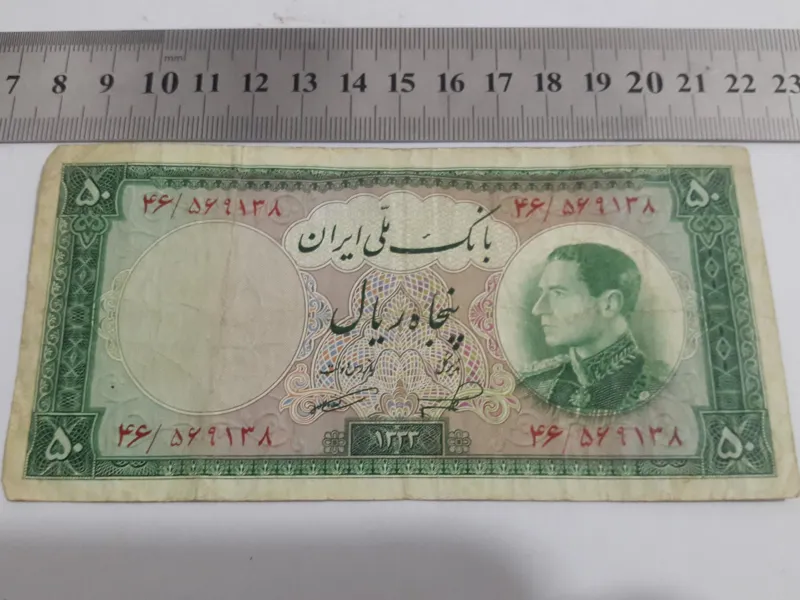 mm
7 8 9 10 11 12 13 14 15 16 17 18 19 20 21 22 23
۵۰ ۵۰
۴۶/۵۶۹۱۳۸ ۴۶/۵۶۹۱۳۸
بانک ملّی ایران
پنجاه ریال
۴۶/۵۶۹۱۳۸ ۴۶/۵۶۹۱۳۸
۵۰ ۱۳۳۳ ۵۰